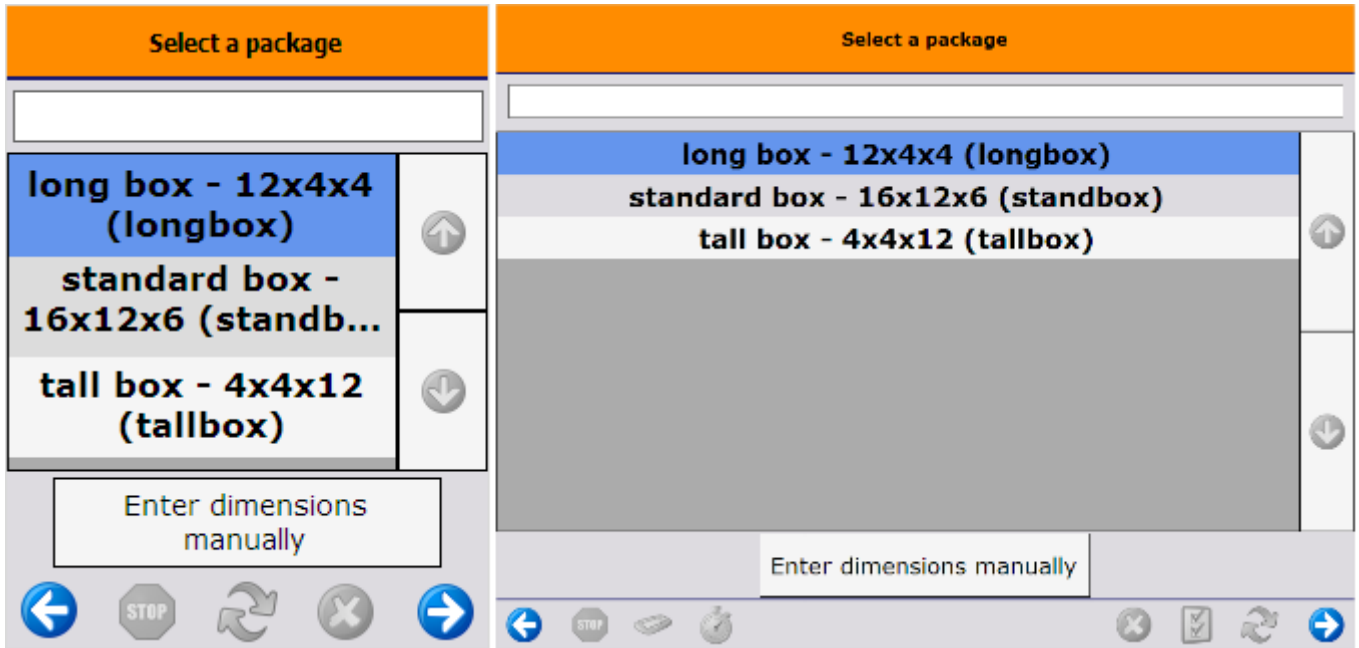 Select a package
long box - 12x4x4
(longbox)
standard box -
16x12x6 (standb...
tall box - 4x4x12
(tallbox)
Enter dimensions
manually
STOP
Select a package
long box - 12x4x4 (longbox)
standard box - 16x12x6 (standbox)
tall box - 4x4x12 (tallbox)
Enter dimensions manually
STOP